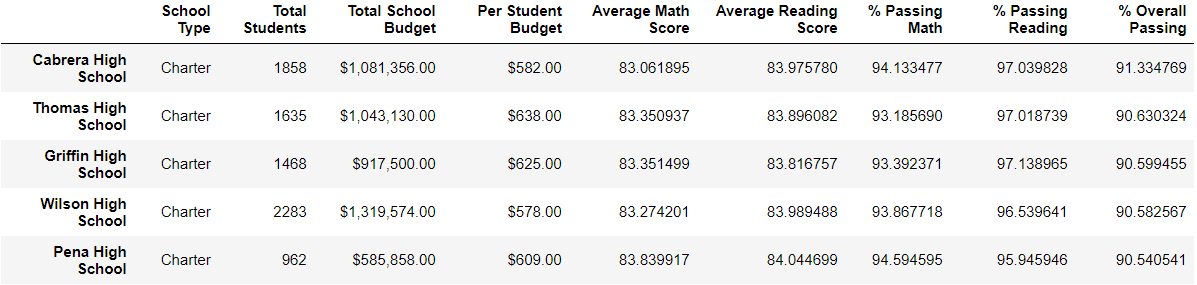 School Type Total Students Total School Budget Per Student Budget Average Math Score Average Reading Score % Passing Math % Passing Reading % Overall Passing
Cabrera High School Charter 1858 $1,081,356.00 $582.00 83.061895 83.975780 94.133477 97.039828 91.334769
Thomas High School Charter 1635 $1,043,130.00 $638.00 83.350937 83.896082 93.185690 97.018739 90.630324
Griffin High School Charter 1468 $917,500.00 $625.00 83.351499 83.816757 93.392371 97.138965 90.599455
Wilson High School Charter 2283 $1,319,574.00 $578.00 83.274201 83.989488 93.867718 96.539641 90.582567
Pena High School Charter 962 $585,858.00 $609.00 83.839917 84.044699 94.594595 95.945946 90.540541